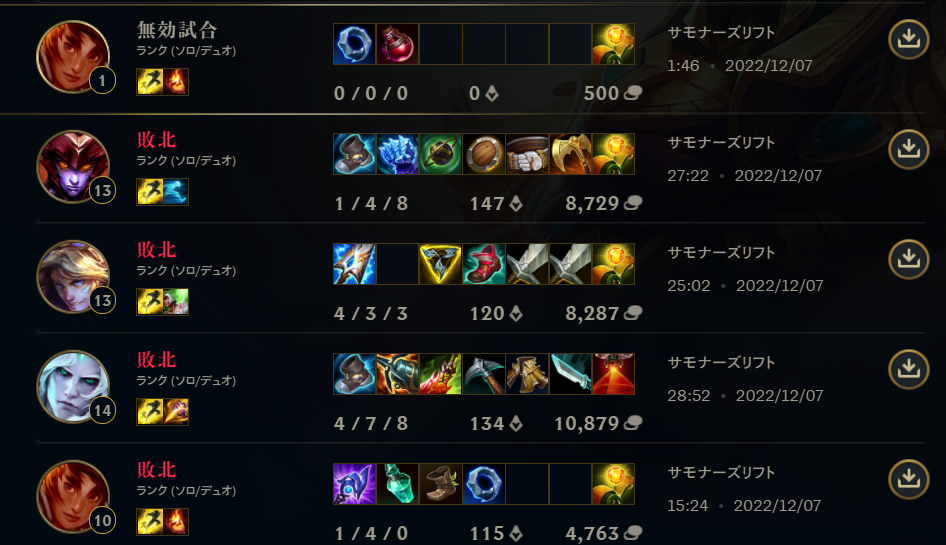 無効試合
ランク (ソロ/デュオ)
1
0 / 0 / 0
0
500
サモナーズリフト
1:46 • 2022/12/07
敗北
ランク (ソロ/デュオ)
13
1 / 4 / 8
147
8,729
サモナーズリフト
27:22 • 2022/12/07
敗北
ランク (ソロ/デュオ)
13
4 / 3 / 3
120
8,287
サモナーズリフト
25:02 • 2022/12/07
敗北
ランク (ソロ/デュオ)
14
4 / 7 / 8
134
10,879
サモナーズリフト
28:52 • 2022/12/07
敗北
ランク (ソロ/デュオ)
10
1 / 4 / 0
115
4,763
サモナーズリフト
15:24 • 2022/12/07